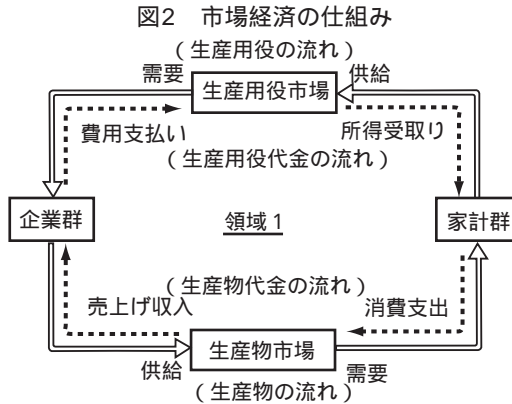 図2 市場経済の仕組み
(生産用役の流れ)
需要
供給
生産用役市場
費用支払い
所得受取り
(生産用役代金の流れ)
企業群
領域1
家計群
(生産物代金の流れ)
売上げ収入
消費支出
生産物市場
供給
需要
(生産物の流れ)